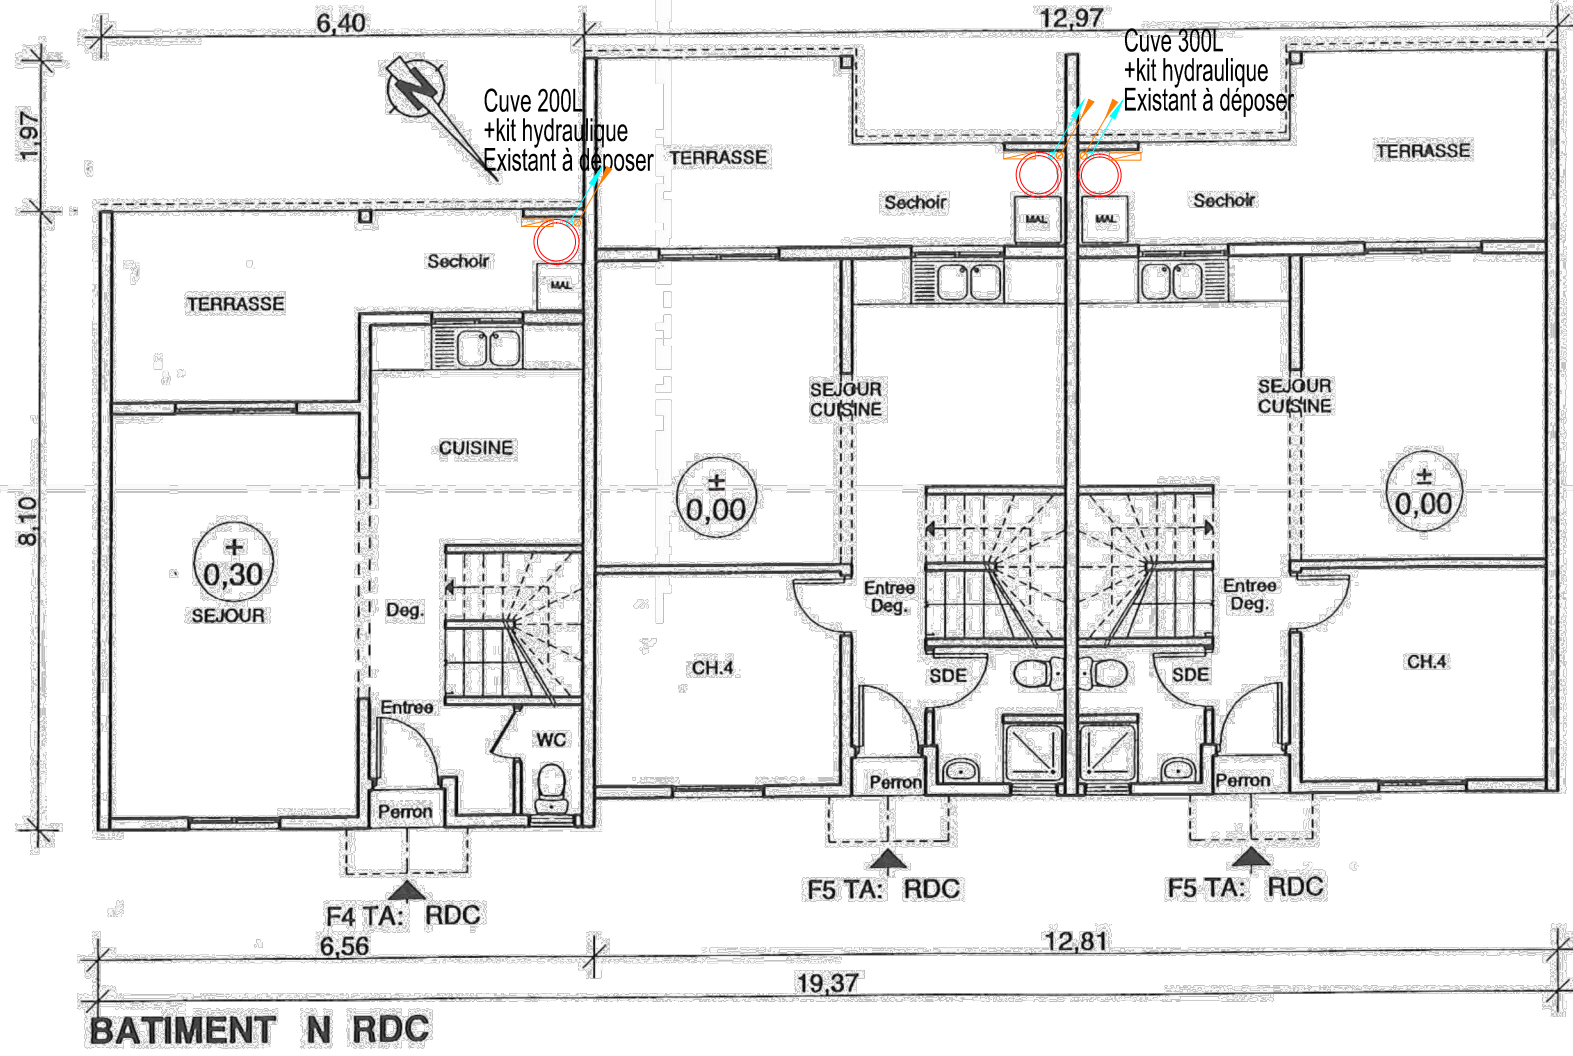 6,40
12,97
Cuve 300L
+kit hydraulique
Existant à déposer
N
Cuve 200L
+kit hydraulique
Existant à déposer
1,97
TERRASSE
TERRASSE
Sechoir
Sechoir
MAL
MAL
Sechoir
MAL
TERRASSE
SEJOUR
CUISINE
SEJOUR
CUISINE
CUISINE
±
0,00
±
0,00
8,10
+
0,30
SEJOUR
Deg.
Entree
Deg.
Entree
Deg.
CH.4
SDE
SDE
CH.4
Entree
WC
Perron
Perron
Perron
F5 TA: RDC
F5 TA: RDC
F4 TA: RDC
6,56
12,81
19,37
BATIMENT N RDC